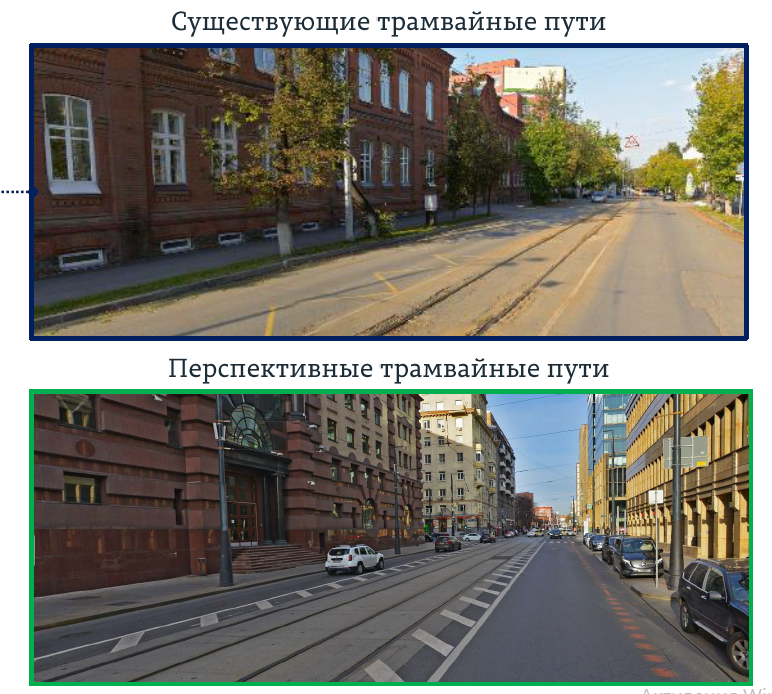 Существующие трамвайные пути
Перспективные трамвайные пути